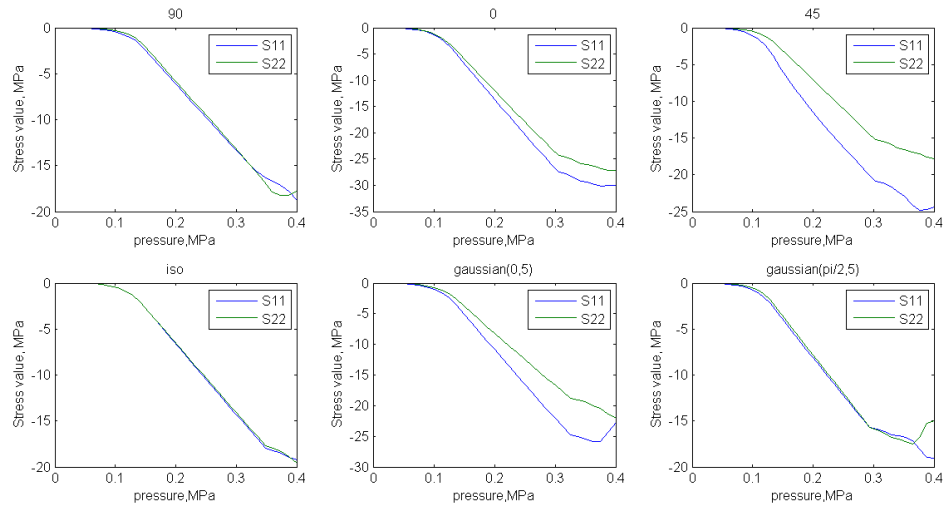 90
0
45
0
-5
-10
-15
-20
0
-5
-10
-15
-20
-25
-30
-35
0
-5
-10
-15
-20
-25
S11
S22
S11
S22
S11
S22
Stress value, MPa
Stress value, MPa
Stress value, MPa
0 0.1 0.2 0.3 0.4
0 0.1 0.2 0.3 0.4
0 0.1 0.2 0.3 0.4
pressure,MPa
pressure,MPa
pressure,MPa
iso
gaussian(0,5)
gaussian(pi/2,5)
0
-5
-10
-15
-20
0
-5
-10
-15
-20
-25
-30
0
-5
-10
-15
-20
S11
S22
S11
S22
S11
S22
Stress value, MPa
Stress value, MPa
Stress value, MPa
0 0.1 0.2 0.3 0.4
0 0.1 0.2 0.3 0.4
0 0.1 0.2 0.3 0.4
pressure,MPa
pressure,MPa
pressure,MPa